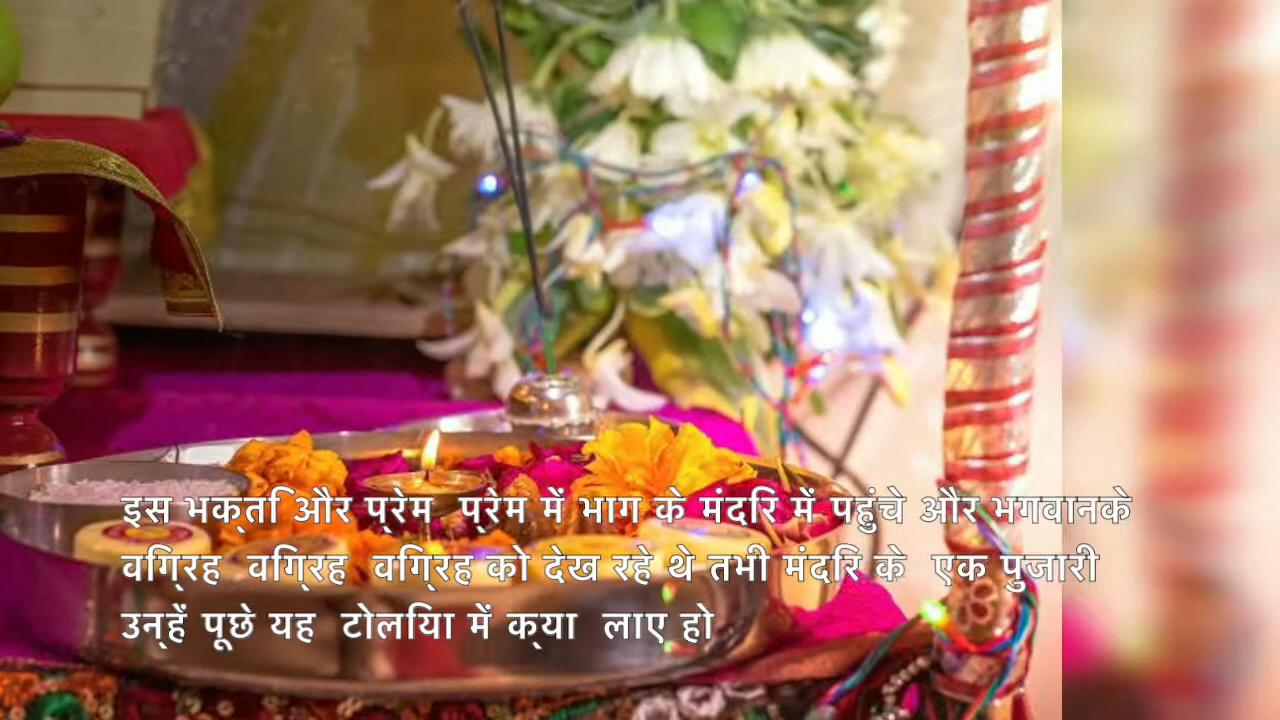 इस भक्ति और प्रेम  प्रेम में भाग के मंदिर में पहुंचे और भगवानके
विग्रह  विग्रह  विग्रह को देख रहे थे तभी मंदिर के  एक पुजारी
उन्हें पूछे यह  टोलिया में क्या  लाए हो